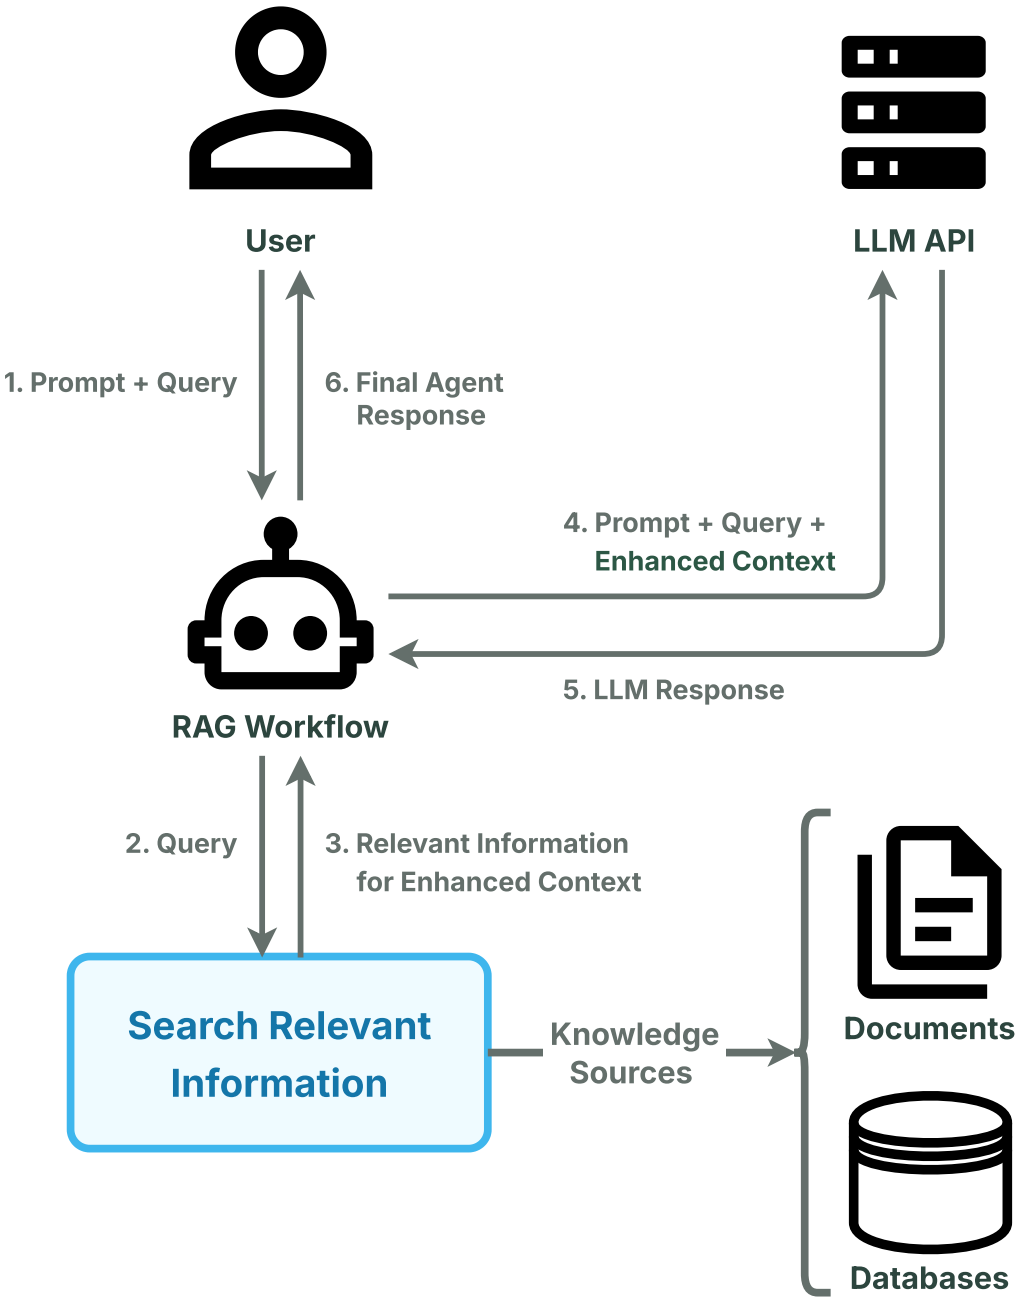 User
LLM API
1. Prompt + Query
6. Final Agent
Response
4. Prompt + Query +
Enhanced Context
5. LLM Response
RAG Workflow
2. Query
3. Relevant Information
for Enhanced Context
Search Relevant
Information
Knowledge
Sources
Documents
Databases